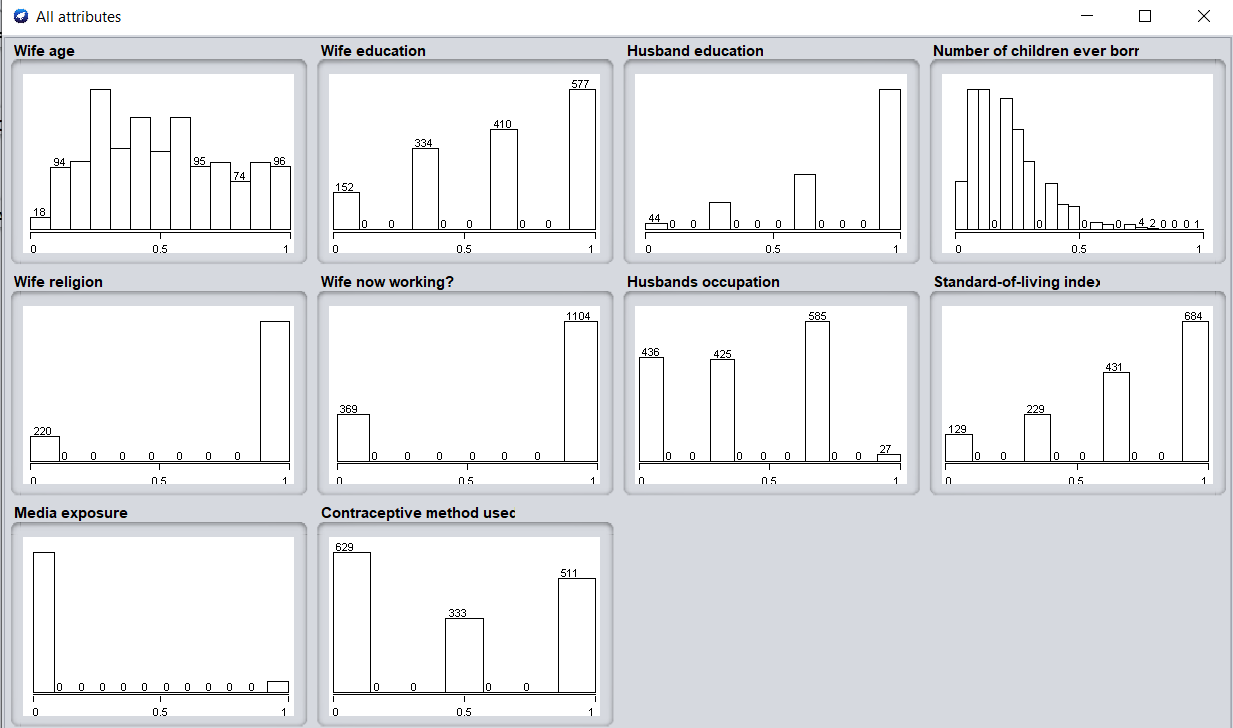 All attributes
Wife age
Wife education
Husband education
Number of children ever borr
18 94 95 74 96
0 0.5 1
152 0 0 334 0 0 410 0 0 577
0 0.5 1
44 0 0 0 0 0 0 0 0
0 0.5 1
0 0 0 0 0 4 2 0 0 0 1
0 0.5 1
Wife religion
Wife now working?
Husbands occupation
Standard-of-living index
220 0 0 0 0 0 0 0
0 0.5 1
369 0 0 0 0 0 0 1104
0 0.5 1
436 0 0 425 0 0 0 585 0 0 27
0 0.5 1
129 0 0 229 0 0 431 0 0 684
0 0.5 1
Media exposure
Contraceptive method used
0 0 0 0 0 0 0 0 0 0
0 0.5 1
629 0 0 333 0 0 511
0 0.5 1